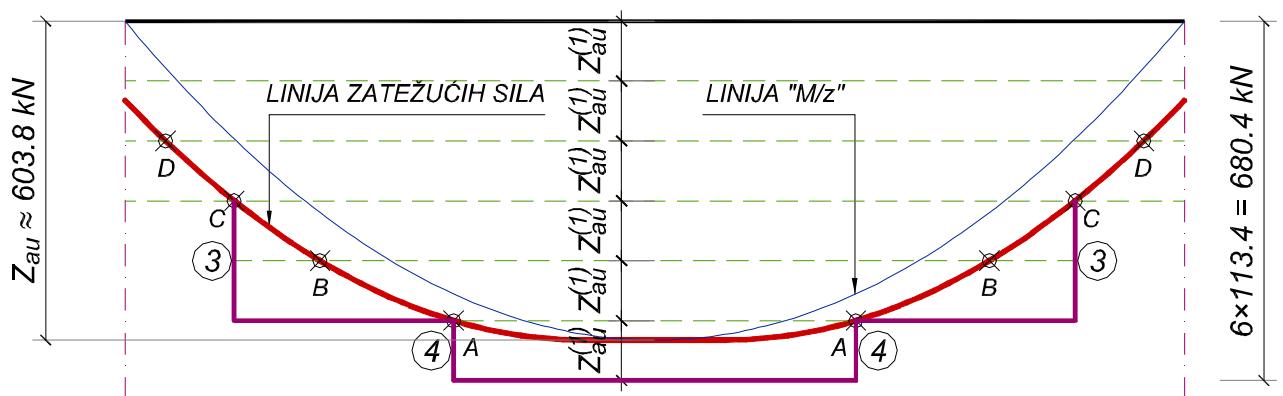 Z_au ≈ 603.8 kN
LINIJA ZATEŽUĆIH SILA
LINIJA "M/z"
Z_au^(1)
Z_au^(1)
Z_au^(1)
Z_au^(1)
Z_au^(1)
Z_au^(1)
6×113.4 = 680.4 kN
D
D
C
C
3
3
B
B
A
A
4
4